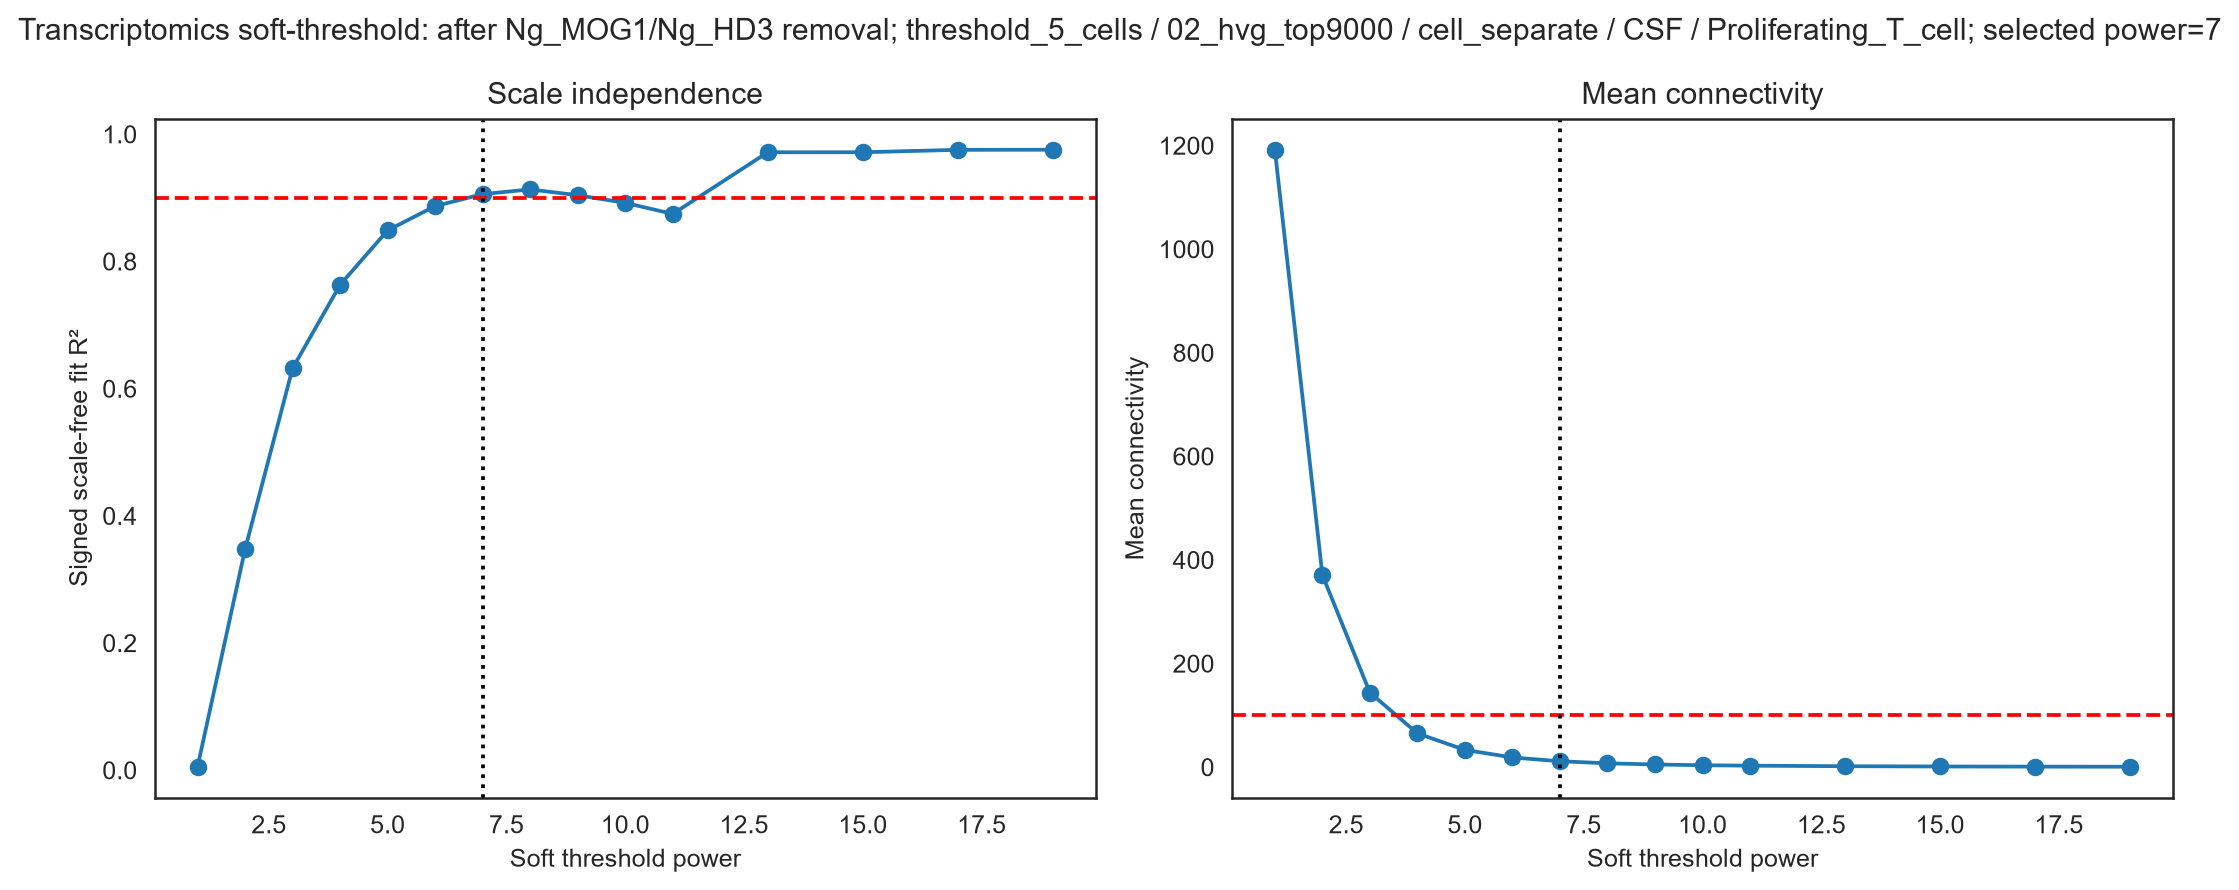 Transcriptomics soft-threshold: after Ng_MOG1/Ng_HD3 removal; threshold_5_cells / 02_hvg_top9000 / cell_separate / CSF / Proliferating_T_cell; selected power=7
Scale independence
Signed scale-free fit R²
1.0
0.8
0.6
0.4
0.2
0.0
2.5 5.0 7.5 10.0 12.5 15.0 17.5
Soft threshold power
Mean connectivity
Mean connectivity
1200
1000
800
600
400
200
0
2.5 5.0 7.5 10.0 12.5 15.0 17.5
Soft threshold power